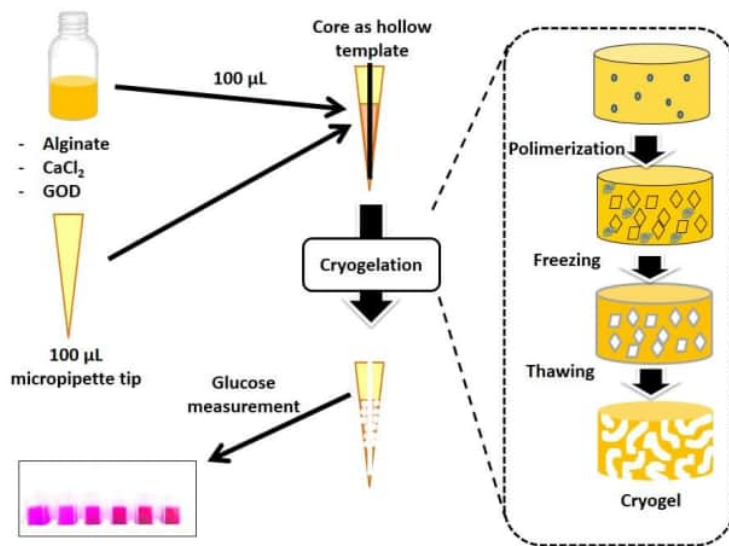 Core as hollow
template
100 µL
- Alginate
- CaCl₂
- GOD
Cryogelation
100 µL
micropipette tip
Glucose
measurement
Polimerization
Freezing
Thawing
Cryogel